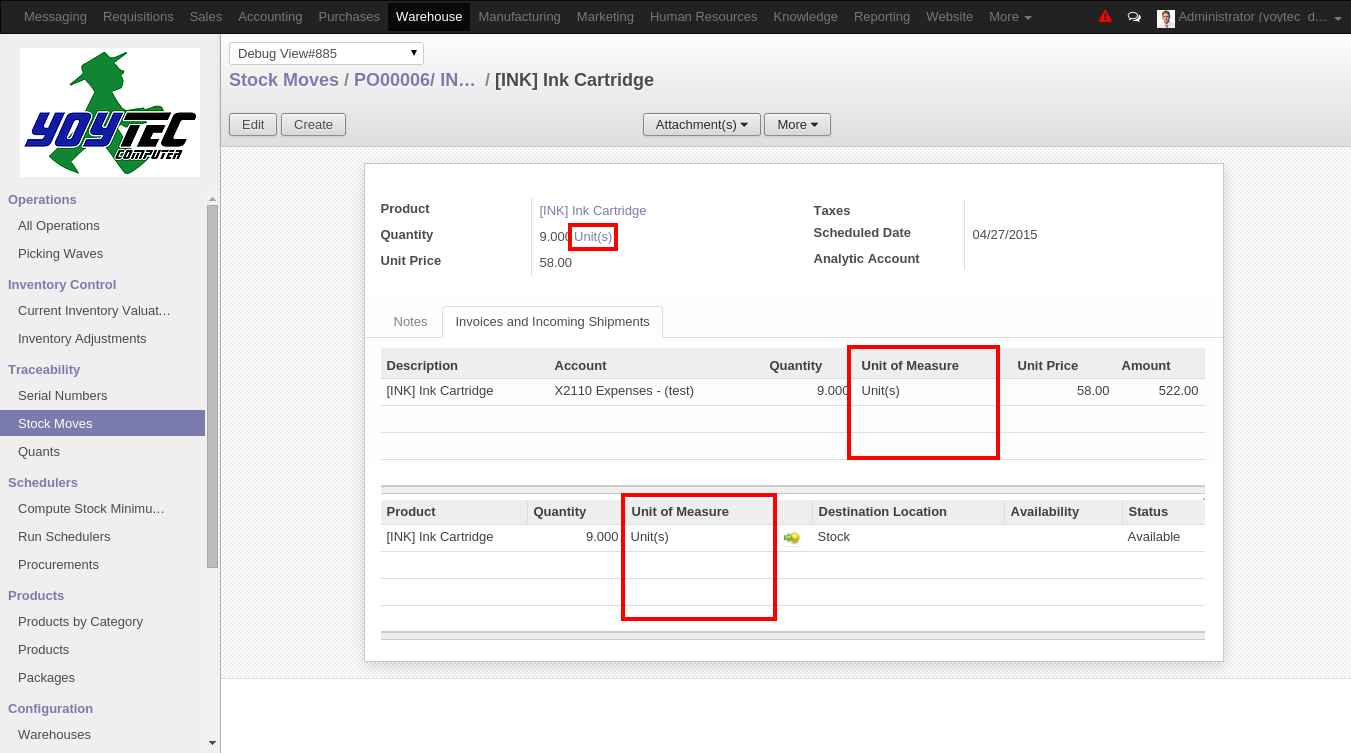 Messaging Requisitions Sales Accounting Purchases Warehouse Manufacturing Marketing Human Resources Knowledge Reporting Website More Administrator (yoytec_d…
YOYTEC
COMPUTER
Operations
All Operations
Picking Waves
Inventory Control
Current Inventory Valuat…
Inventory Adjustments
Traceability
Serial Numbers
Stock Moves
Quants
Schedulers
Compute Stock Minimu…
Run Schedulers
Procurements
Products
Products by Category
Products
Packages
Configuration
Warehouses
Debug View#885
Stock Moves / PO00006/ IN… / [INK] Ink Cartridge
Edit Create Attachment(s) More
Product [INK] Ink Cartridge
Quantity 9.000 Unit(s)
Unit Price 58.00
Taxes
Scheduled Date 04/27/2015
Analytic Account
Notes Invoices and Incoming Shipments
Description Account Quantity Unit of Measure Unit Price Amount
[INK] Ink Cartridge X2110 Expenses - (test) 9.000 Unit(s) 58.00 522.00
Product Quantity Unit of Measure Destination Location Availability Status
[INK] Ink Cartridge 9.000 Unit(s) Stock Available